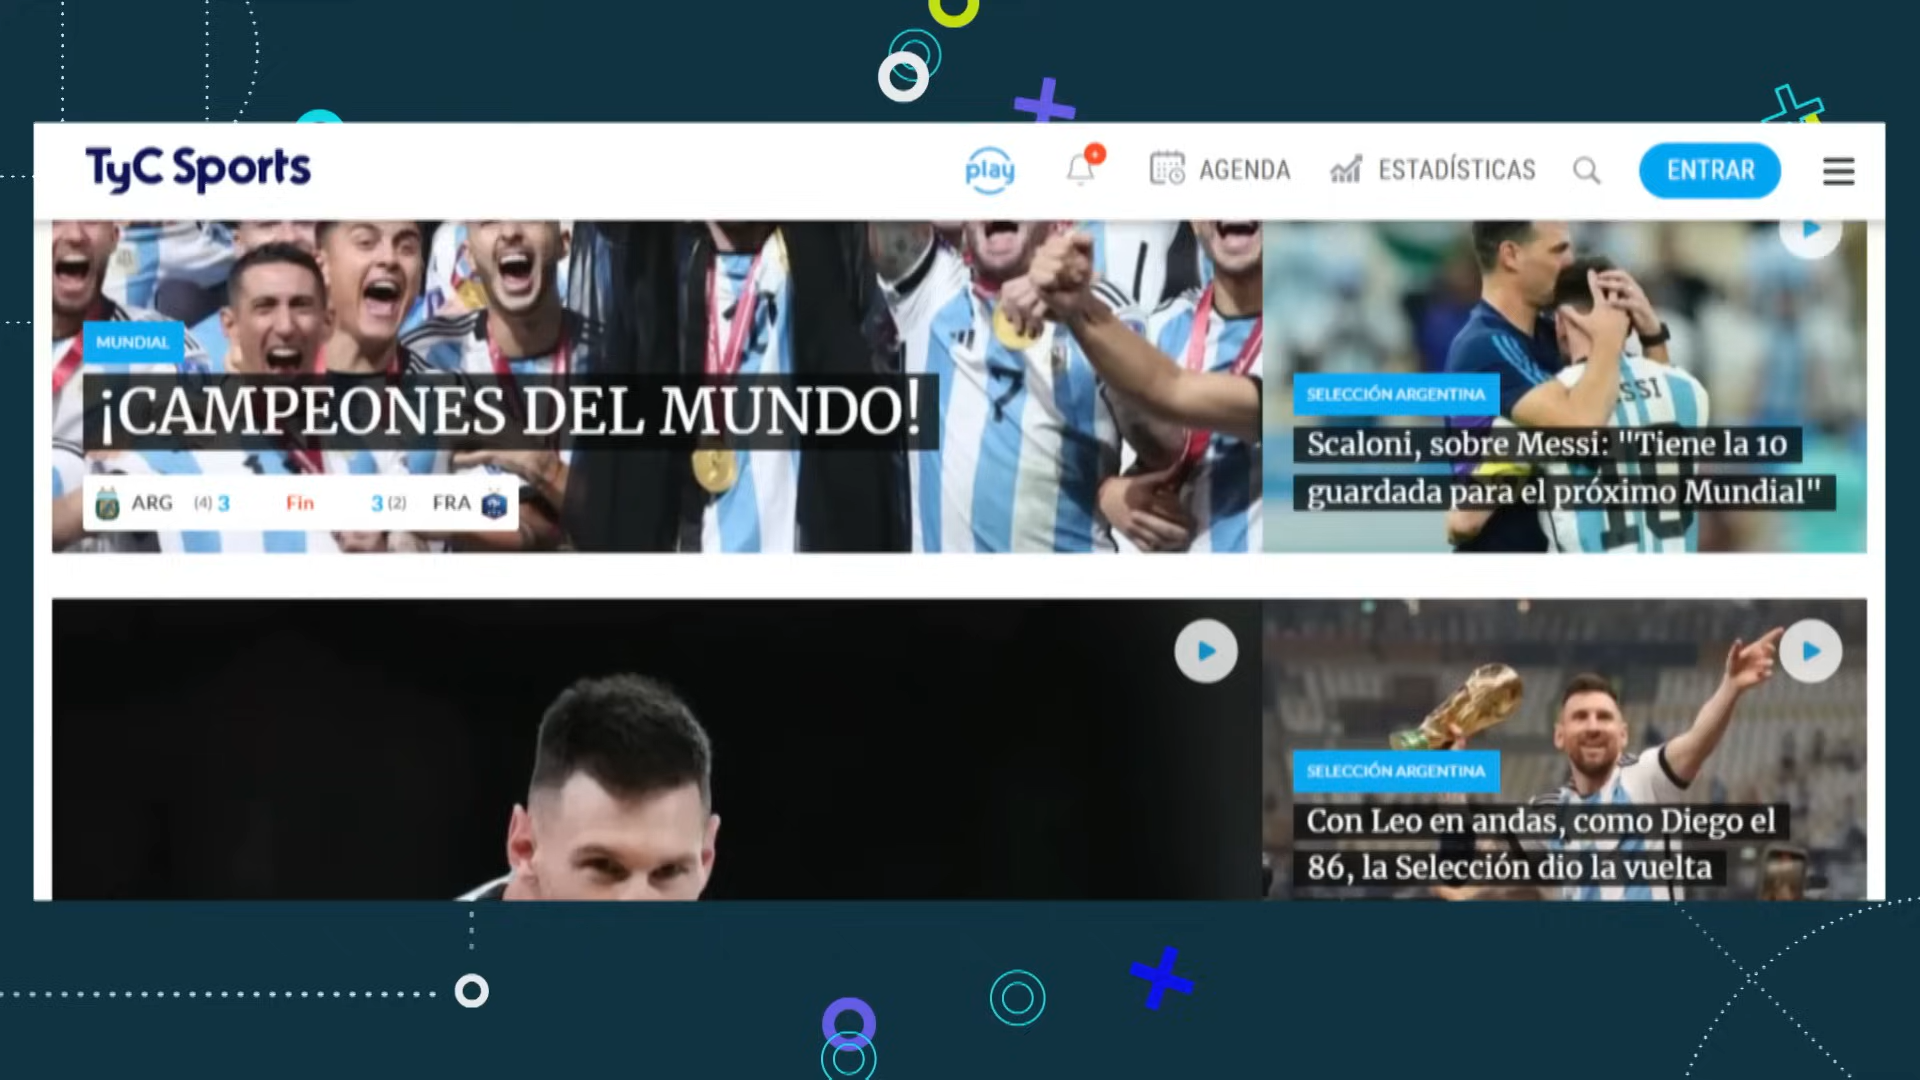 TyC Sports
play
AGENDA
ESTADÍSTICAS
ENTRAR
MUNDIAL
¡CAMPEONES DEL MUNDO!
ARG (4) 3 Fin 3 (2) FRA
SELECCIÓN ARGENTINA
Scaloni, sobre Messi: "Tiene la 10
guardada para el próximo Mundial"
7
10
SELECCIÓN ARGENTINA
Con Leo en andas, como Diego el
86, la Selección dio la vuelta